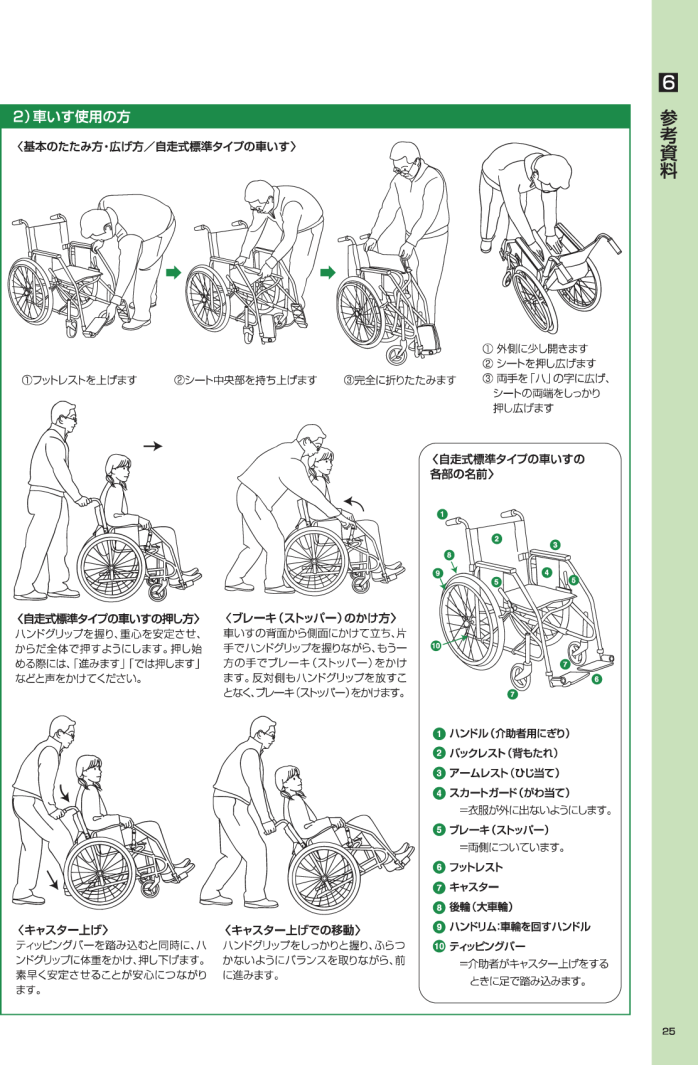 6
参考資料
2）車いす使用の方
〈基本のたたみ方・広げ方／自走式標準タイプの車いす〉
①フットレストを上げます
②シート中央部を持ち上げます
③完全に折りたたみます
① 外側に少し開きます
② シートを押し広げます
③ 両手を「ハ」の字に広げ、
シートの両端をしっかり
押し広げます
〈自走式標準タイプの車いすの押し方〉
ハンドグリップを握り、重心を安定させ、
からだ全体で押すようにします。押し始
める際には、「進みます」「では押します」
などと声をかけてください。
〈ブレーキ（ストッパー）のかけ方〉
車いすの背面から側面にかけて立ち、片
手でハンドグリップを握りながら、もう一
方の手でブレーキ（ストッパー）をかけ
ます。反対側もハンドグリップを放すこ
となく、ブレーキ（ストッパー）をかけます。
〈キャスター上げ〉
ティッピングバーを踏み込むと同時に、ハ
ンドグリップに体重をかけ、押し下げます。
素早く安定させることが安心につながり
ます。
〈キャスター上げでの移動〉
ハンドグリップをしっかりと握り、ふらつ
かないようにバランスを取りながら、前
に進みます。
〈自走式標準タイプの車いすの
各部の名前〉
1
2
3
8
9
5
4
5
10
7
6
7
1 ハンドル（介助者用にぎり）
2 バックレスト（背もたれ）
3 アームレスト（ひじ当て）
4 スカートガード（がわ当て）
＝衣服が外に出ないようにします。
5 ブレーキ（ストッパー）
＝両側についています。
6 フットレスト
7 キャスター
8 後輪（大車輪）
9 ハンドリム：車輪を回すハンドル
10 ティッピングバー
＝介助者がキャスター上げをする
ときに足で踏み込みます。
25